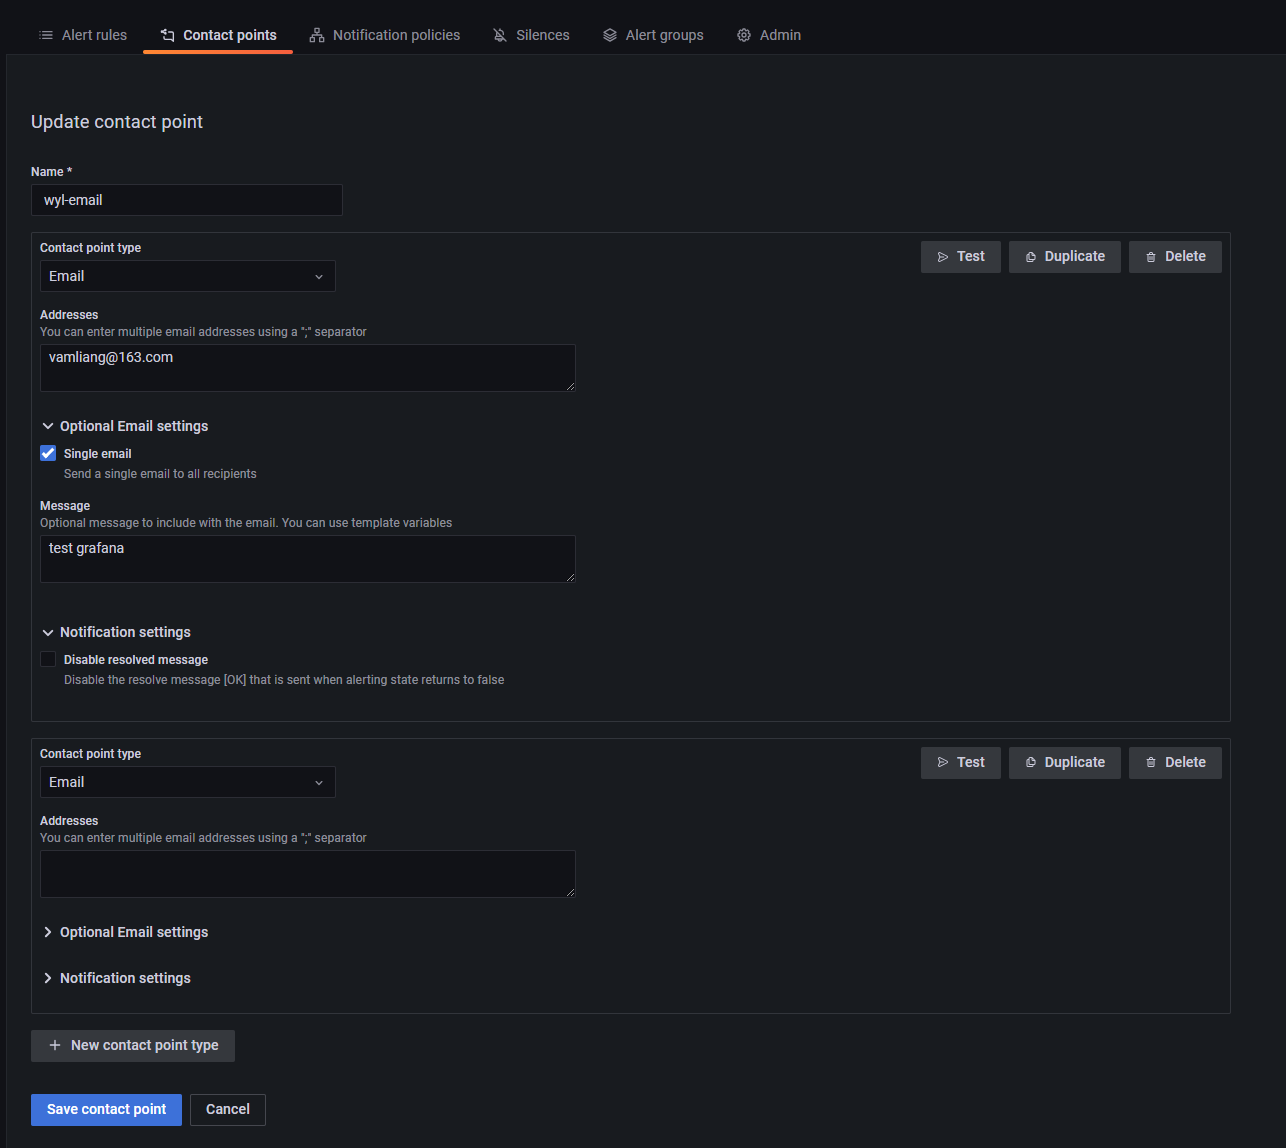 Alert rules Contact points Notification policies Silences Alert groups Admin
Update contact point
Name *
wyl-email
Contact point type
Test Duplicate Delete
Email
Addresses
You can enter multiple email addresses using a ";" separator
vamliang@163.com
Optional Email settings
Single email
Send a single email to all recipients
Message
Optional message to include with the email. You can use template variables
test grafana
Notification settings
Disable resolved message
Disable the resolve message [OK] that is sent when alerting state returns to false
Contact point type
Test Duplicate Delete
Email
Addresses
You can enter multiple email addresses using a ";" separator
Optional Email settings
Notification settings
New contact point type
Save contact point Cancel